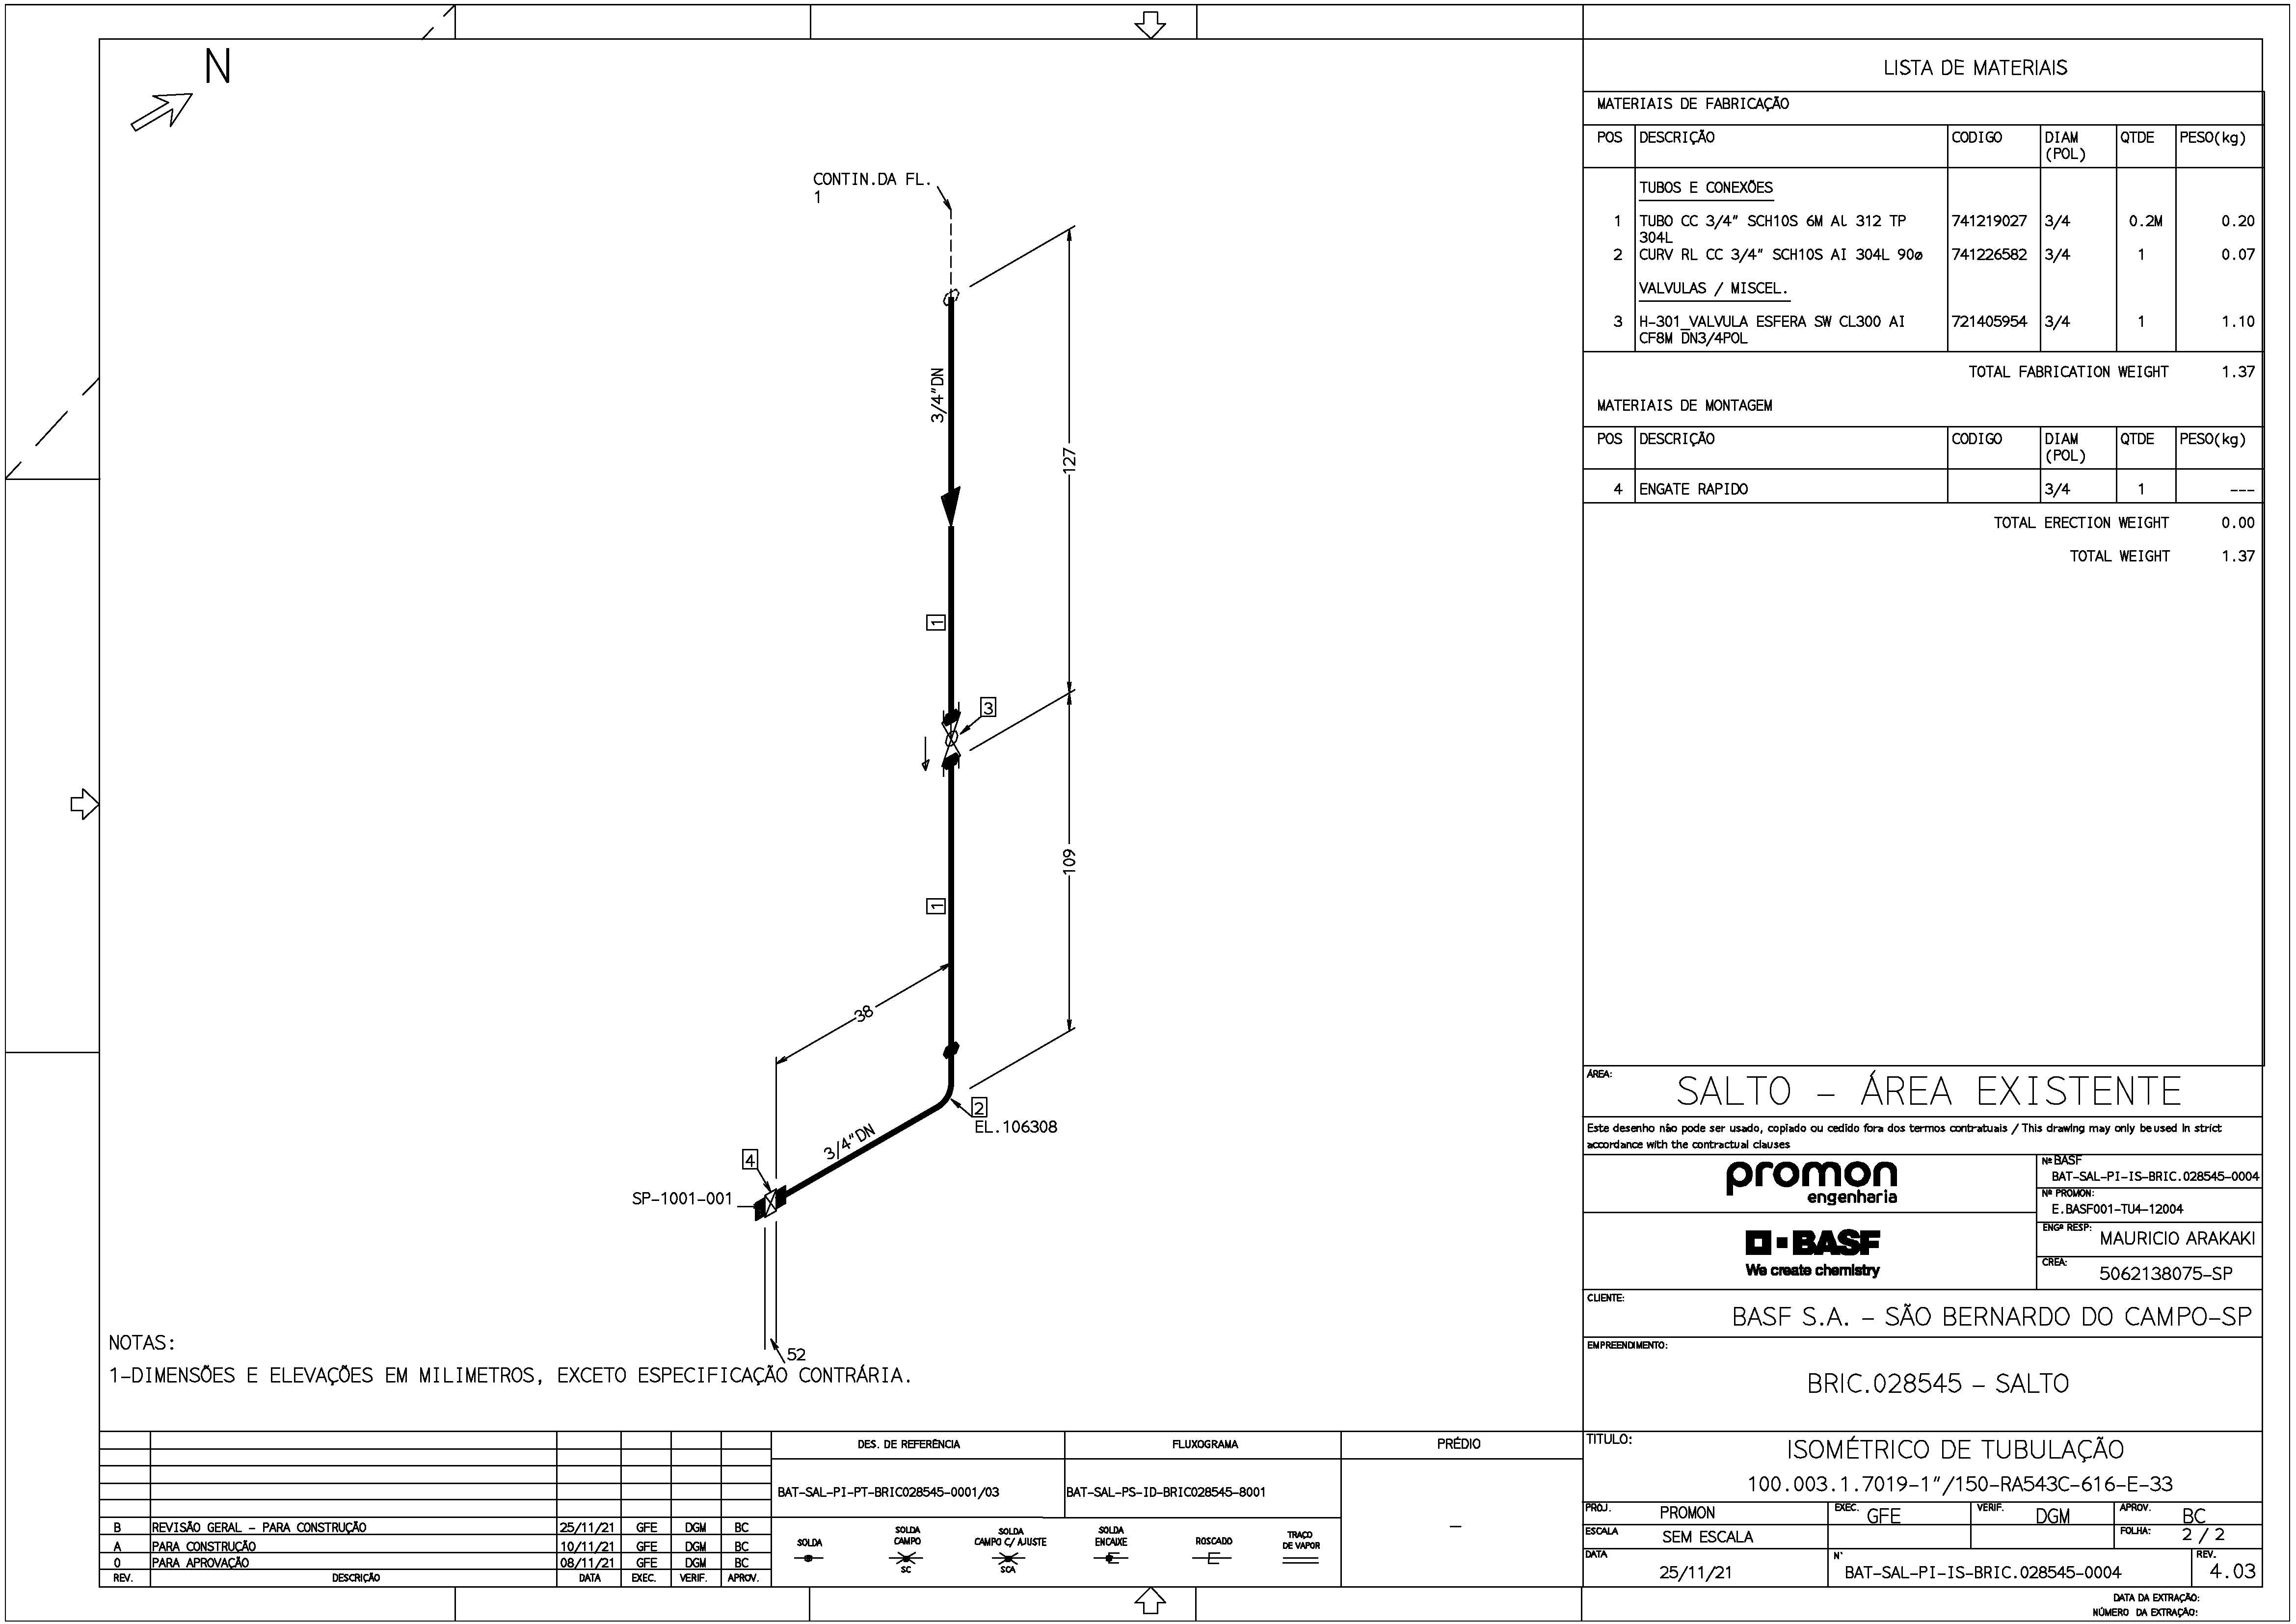 N
CONTIN.DA FL.
1
3/4"DN
127
1
3
109
1
38
2
EL.106308
3/4"DN
4
SP-1001-001
52
NOTAS:
1-DIMENSÕES E ELEVAÇÕES EM MILIMETROS, EXCETO ESPECIFICAÇÃO CONTRÁRIA.
LISTA DE MATERIAIS
MATERIAIS DE FABRICAÇÃO
POS DESCRIÇÃO CODIGO DIAM QTDE PESO(kg)
(POL)
TUBOS E CONEXÕES
1 TUBO CC 3/4" SCH10S 6M AL 312 TP 741219027 3/4 0.2M 0.20
304L
2 CURV RL CC 3/4" SCH10S AI 304L 90ø 741226582 3/4 1 0.07
VALVULAS / MISCEL.
3 H-301_VALVULA ESFERA SW CL300 AI 721405954 3/4 1 1.10
CF8M DN3/4POL
TOTAL FABRICATION WEIGHT 1.37
MATERIAIS DE MONTAGEM
POS DESCRIÇÃO CODIGO DIAM QTDE PESO(kg)
(POL)
4 ENGATE RAPIDO 3/4 1 ---
TOTAL ERECTION WEIGHT 0.00
TOTAL WEIGHT 1.37
ÁREA:
SALTO - ÁREA EXISTENTE
Este desenho não pode ser usado, copiado ou cedido fora dos termos contratuais / This drawing may only be used in strict
accordance with the contractual clauses
promon
engenharia
Nº BASF
BAT-SAL-PI-IS-BRIC.028545-0004
Nº PROMON:
E.BASF001-TU4-12004
BASF
We create chemistry
ENGº RESP:
MAURICIO ARAKAKI
CREA:
5062138075-SP
CLIENTE:
BASF S.A. - SÃO BERNARDO DO CAMPO-SP
EMPREENDIMENTO:
BRIC.028545 - SALTO
TITULO:
ISOMÉTRICO DE TUBULAÇÃO
100.003.1.7019-1"/150-RA543C-616-E-33
PROJ. PROMON EXEC. GFE VERIF. DGM APROV. BC
ESCALA SEM ESCALA FOLHA: 2 / 2
DATA 25/11/21 N° BAT-SAL-PI-IS-BRIC.028545-0004 REV. 4.03
DATA DA EXTRAÇÃO:
NÚMERO DA EXTRAÇÃO:
DES. DE REFERÊNCIA FLUXOGRAMA PRÉDIO
BAT-SAL-PI-PT-BRIC028545-0001/03 BAT-SAL-PS-ID-BRIC028545-8001 -
SOLDA
SOLDA CAMPO
SC
SOLDA CAMPO C/ AJUSTE
SCA
SOLDA ENCAIXE
ROSCADO
TRAÇO DE VAPOR
B REVISÃO GERAL - PARA CONSTRUÇÃO 25/11/21 GFE DGM BC
A PARA CONSTRUÇÃO 10/11/21 GFE DGM BC
0 PARA APROVAÇÃO 08/11/21 GFE DGM BC
REV. DESCRIÇÃO DATA EXEC. VERIF. APROV.